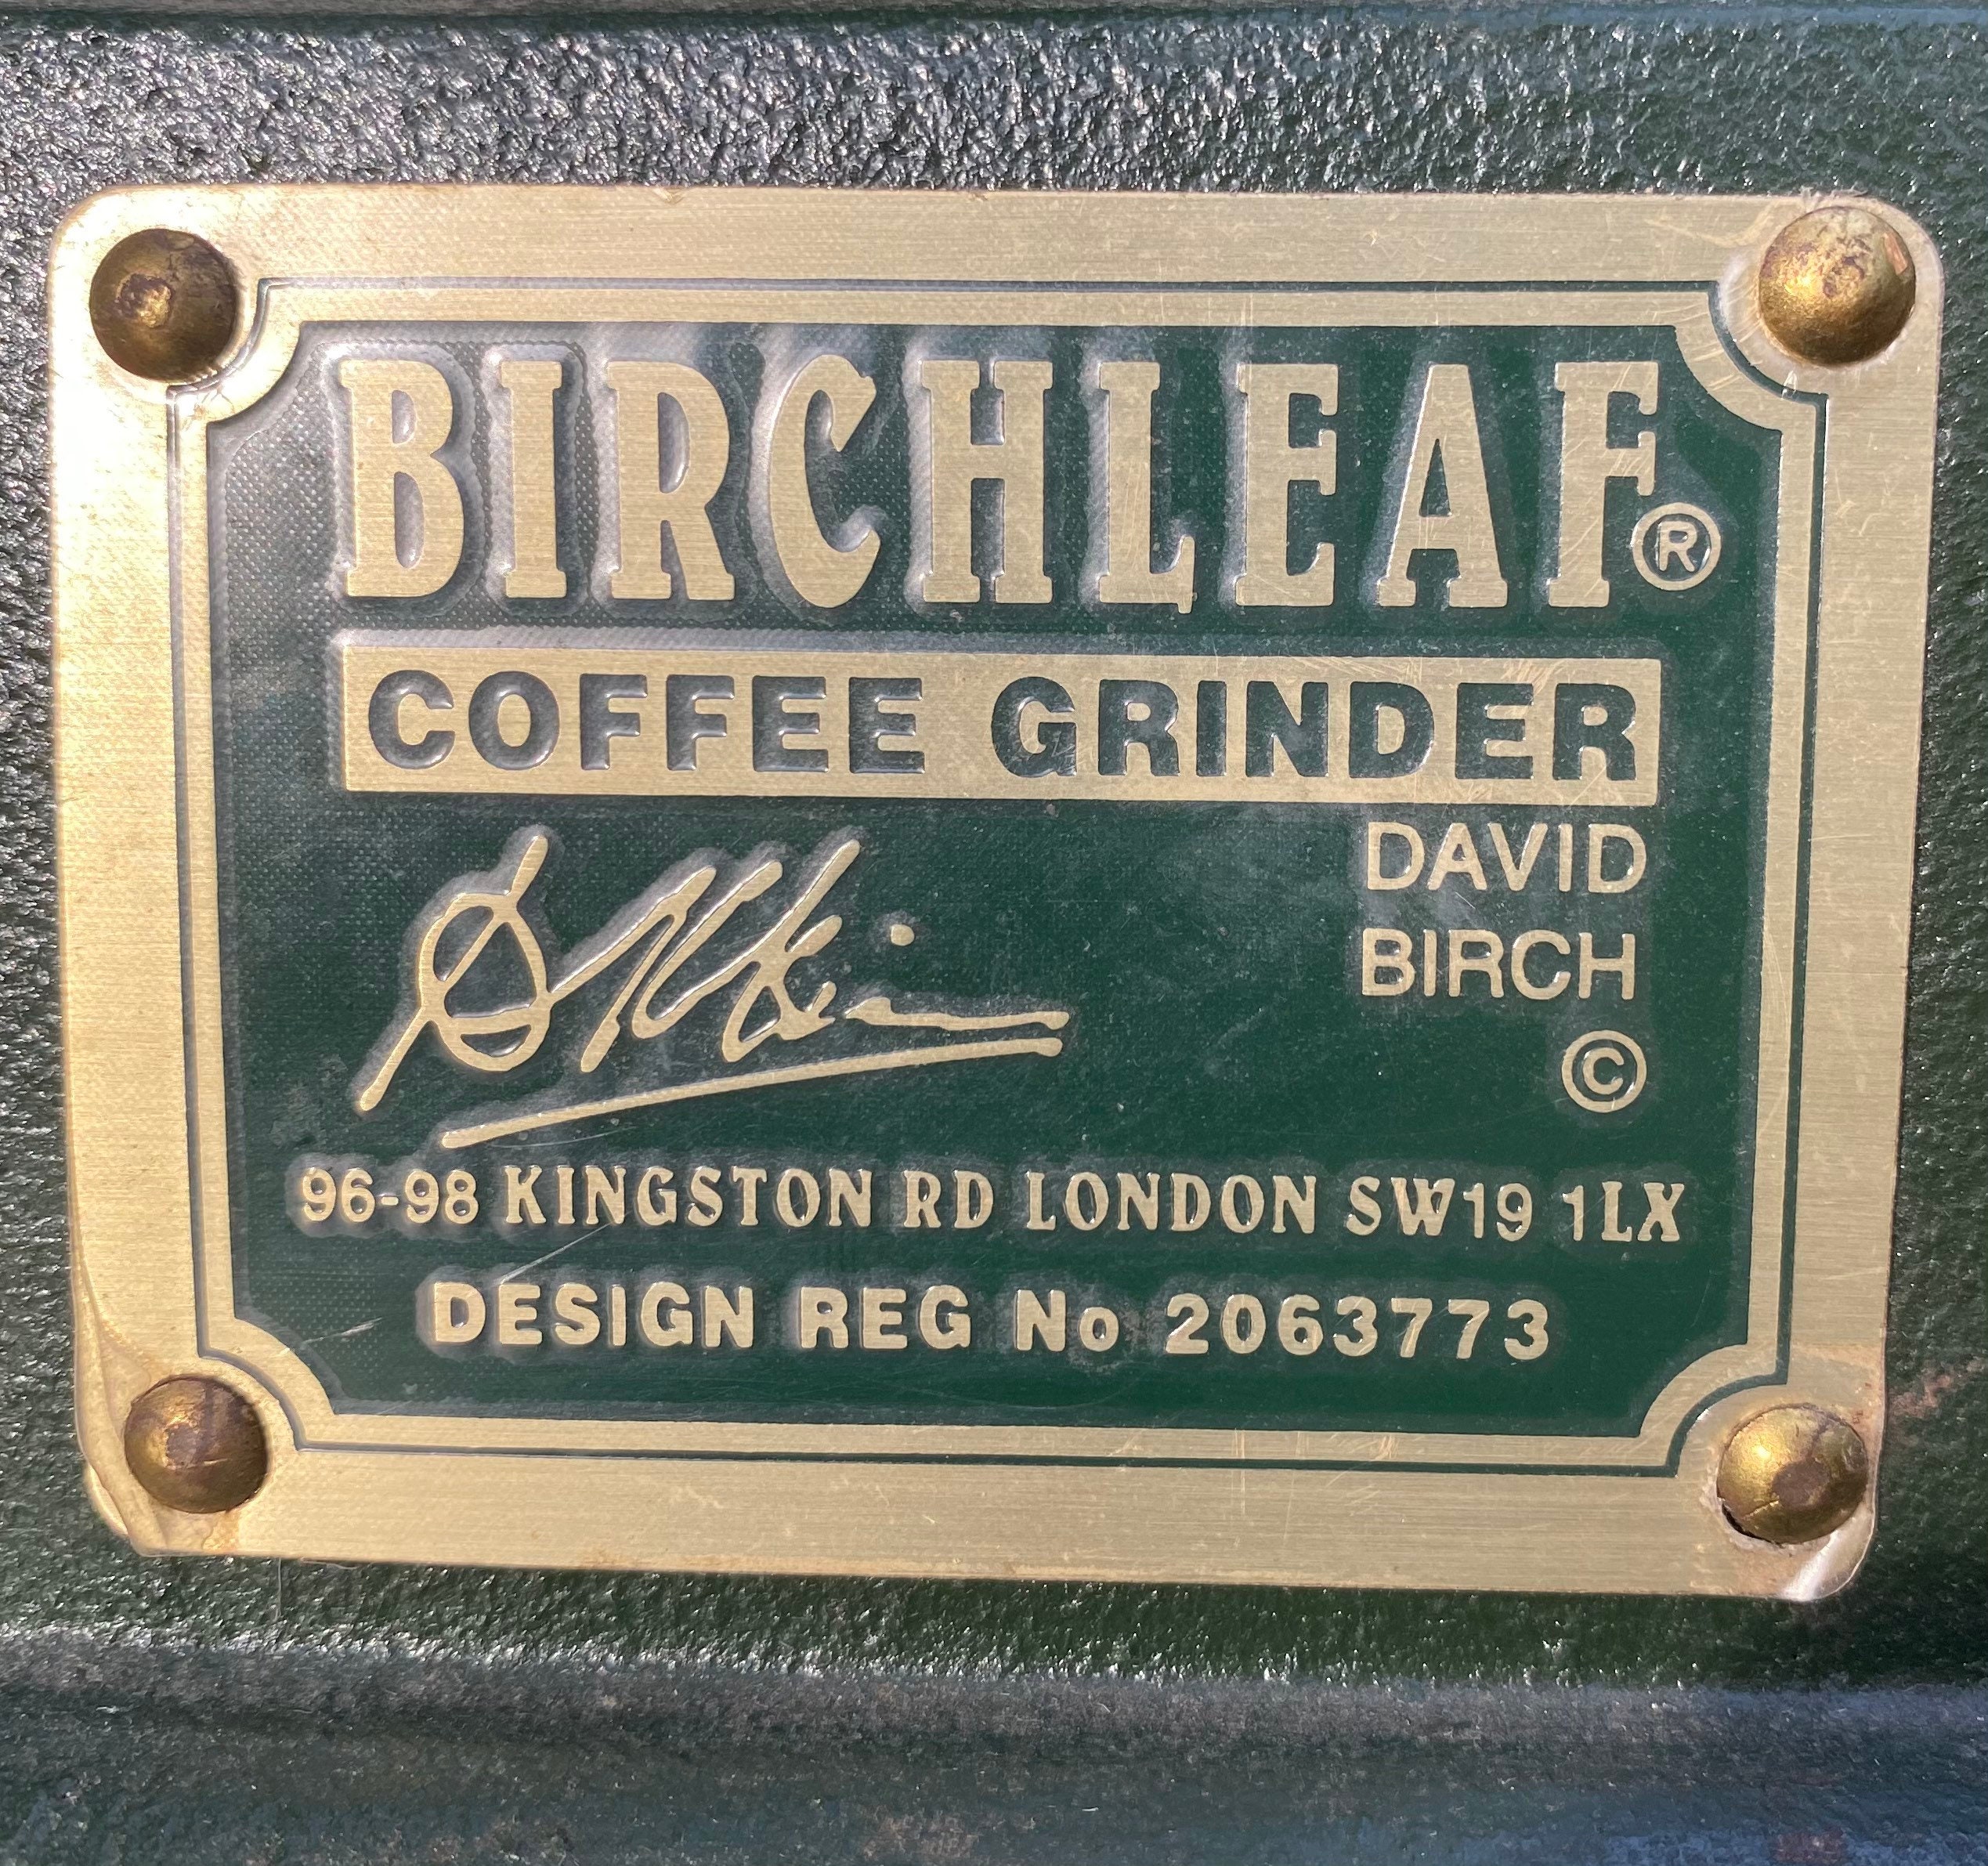 BIRCHLEAF®
COFFEE GRINDER
DAVID
BIRCH
©
96-98 KINGSTON RD LONDON SW19 1LX
DESIGN REG No 2063773